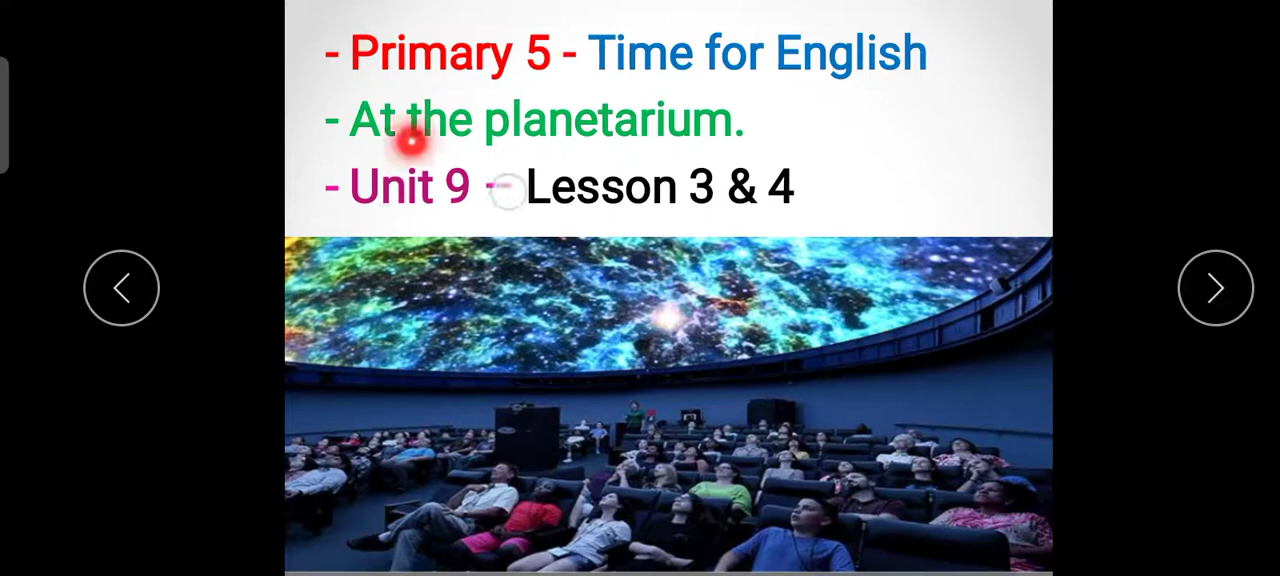 - Primary 5 - Time for English
- At the planetarium.
- Unit 9 - Lesson 3 & 4